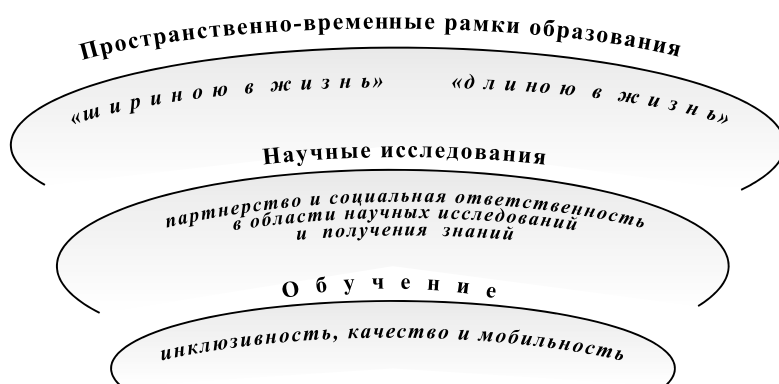 Пространственно-временные рамки образования
«шириною в жизнь» «длиною в жизнь»
Научные исследования
партнерство и социальная ответственность
в области научных исследований
и получения знаний
Обучение
инклюзивность, качество и мобильность